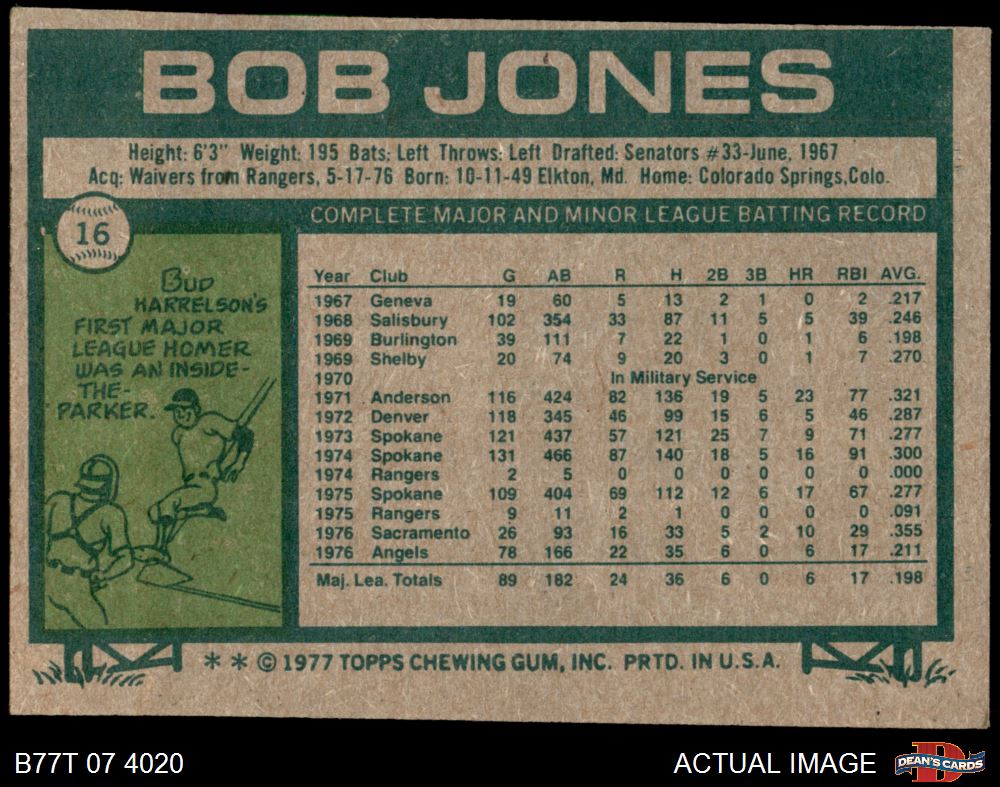 BOB JONES
Height: 6'3" Weight: 195 Bats: Left Throws: Left Drafted: Senators #33-June, 1967
Acq: Waivers from Rangers, 5-17-76 Born: 10-11-49 Elkton, Md. Home: Colorado Springs,Colo.
16
COMPLETE MAJOR AND MINOR LEAGUE BATTING RECORD
BUD
HARRELSON'S
FIRST MAJOR
LEAGUE HOMER
WAS AN INSIDE-
THE-
PARKER.
Year Club G AB R H 2B 3B HR RBI AVG.
1967 Geneva 19 60 5 13 2 1 0 2 .217
1968 Salisbury 102 354 33 87 11 5 5 39 .246
1969 Burlington 39 111 7 22 1 0 1 6 .198
1969 Shelby 20 74 9 20 3 0 1 7 .270
1970 In Military Service
1971 Anderson 116 424 82 136 19 5 23 77 .321
1972 Denver 118 345 46 99 15 6 5 46 .287
1973 Spokane 121 437 57 121 25 7 9 71 .277
1974 Spokane 131 466 87 140 18 5 16 91 .300
1974 Rangers 2 5 0 0 0 0 0 0 .000
1975 Spokane 109 404 69 112 12 6 17 67 .277
1975 Rangers 9 11 2 1 0 0 0 0 .091
1976 Sacramento 26 93 16 33 5 2 10 29 .355
1976 Angels 78 166 22 35 6 0 6 17 .211
Maj. Lea. Totals 89 182 24 36 6 0 6 17 .198
* * © 1977 TOPPS CHEWING GUM, INC. PRTD. IN U.S.A.
B77T 07 4020
ACTUAL IMAGE
D
DEAN'S CARDS